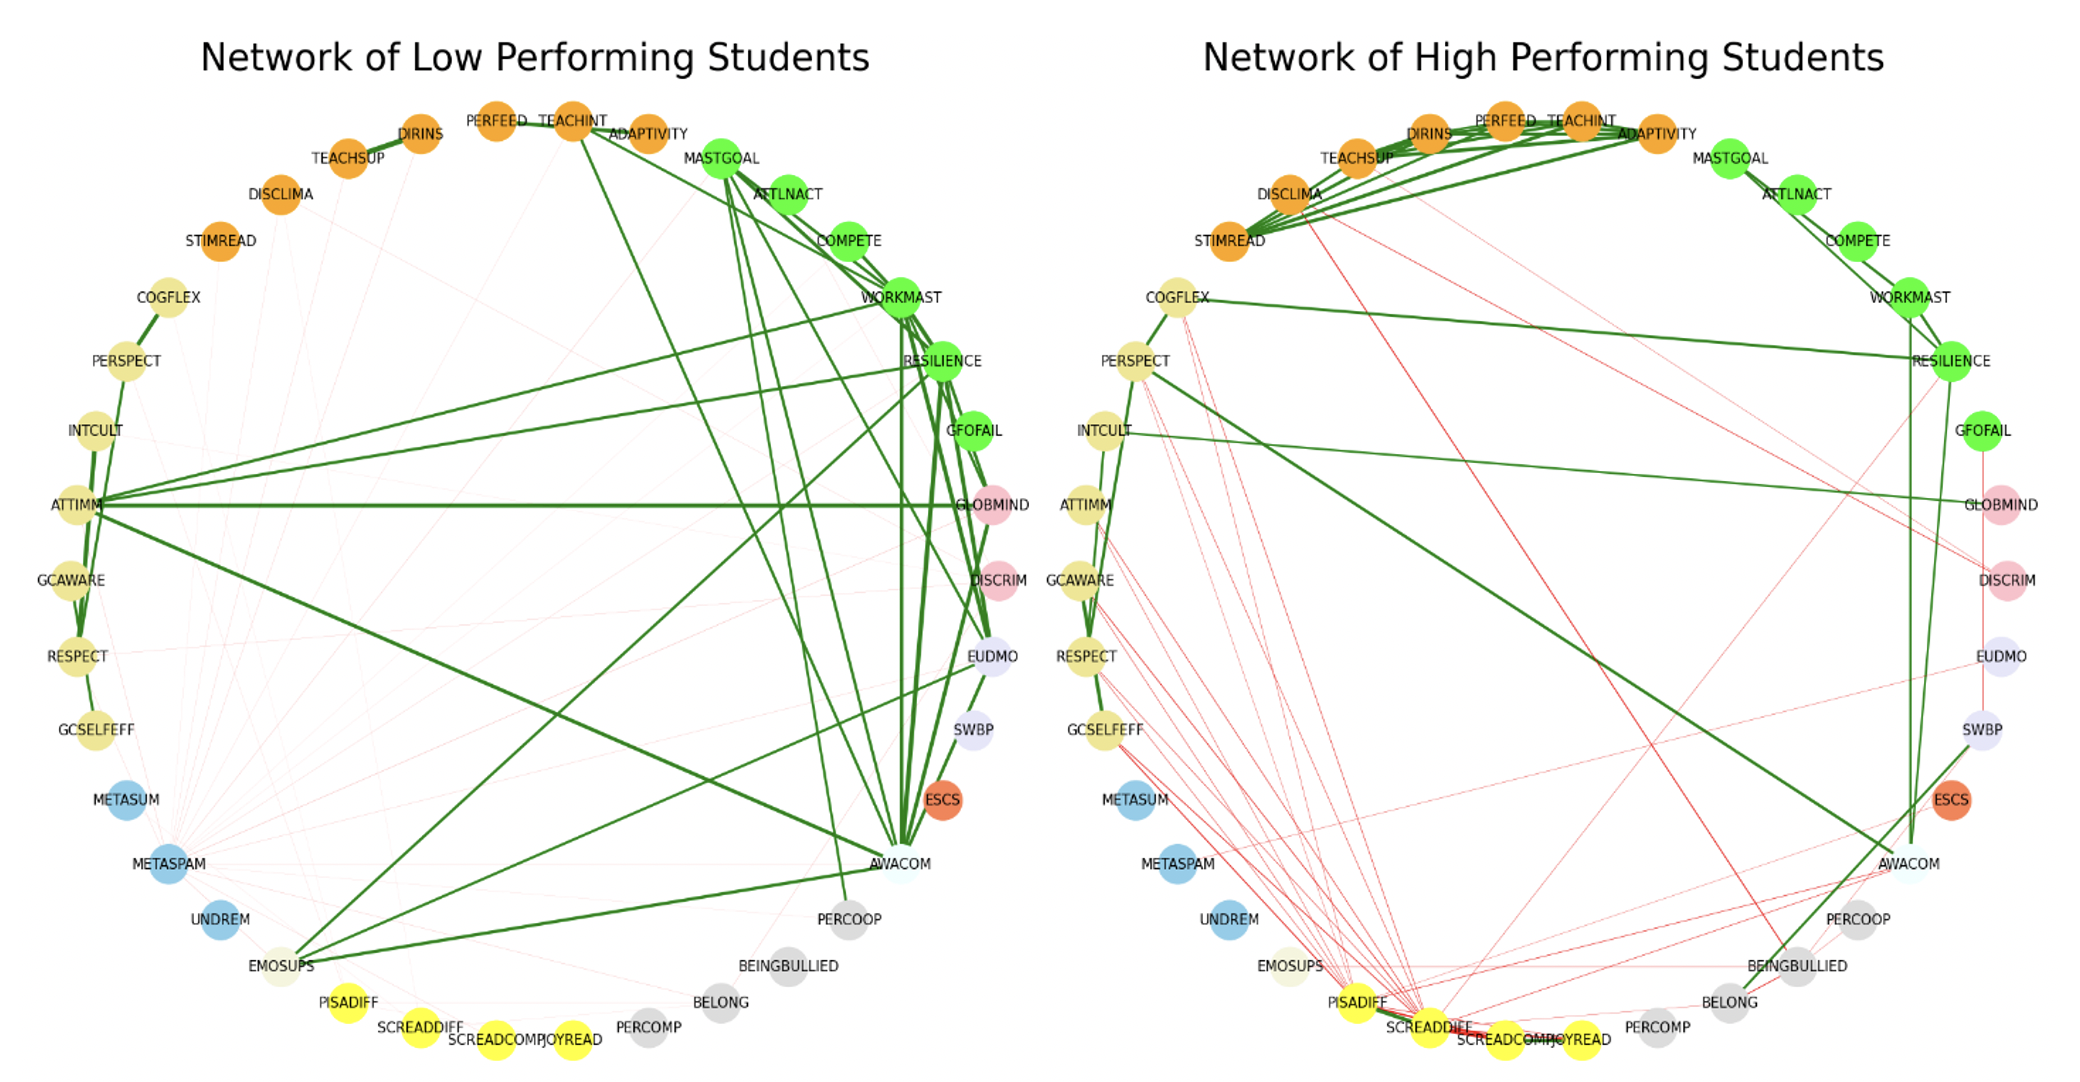 Network of Low Performing Students
PERFEED
TEACHINT
ADAPTIVITY
DIRINS
TEACHSUP
MASTGOAL
DISCLIMA
ATTLNACT
STIMREAD
COMPETE
COGFLEX
WORKMAST
PERSPECT
RESILIENCE
INTCULT
GFOFAIL
ATTIMM
GLOBMIND
GCAWARE
DISCRIM
RESPECT
EUDMO
GCSELFEFF
SWBP
METASUM
ESCS
METASPAM
AWACOM
UNDREM
PERCOOP
EMOSUPS
BEINGBULLIED
PISADIFF
BELONG
SCREADDIFF
PERCOMP
SCREADCOMP
JOYREAD
Network of High Performing Students
PERFEED
TEACHINT
ADAPTIVITY
DIRINS
TEACHSUP
MASTGOAL
DISCLIMA
ATTLNACT
STIMREAD
COMPETE
COGFLEX
WORKMAST
PERSPECT
RESILIENCE
INTCULT
GFOFAIL
ATTIMM
GLOBMIND
GCAWARE
DISCRIM
RESPECT
EUDMO
GCSELFEFF
SWBP
METASUM
ESCS
METASPAM
AWACOM
UNDREM
PERCOOP
EMOSUPS
BEINGBULLIED
PISADIFF
BELONG
SCREADDIFF
PERCOMP
SCREADCOMP
JOYREAD